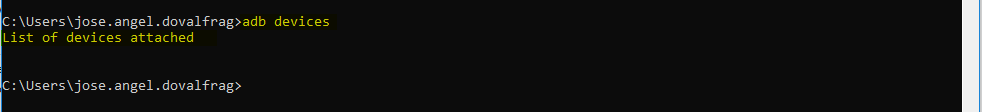 C:\Users\jose.angel.dovalfrag>adb devices
List of devices attached
C:\Users\jose.angel.dovalfrag>